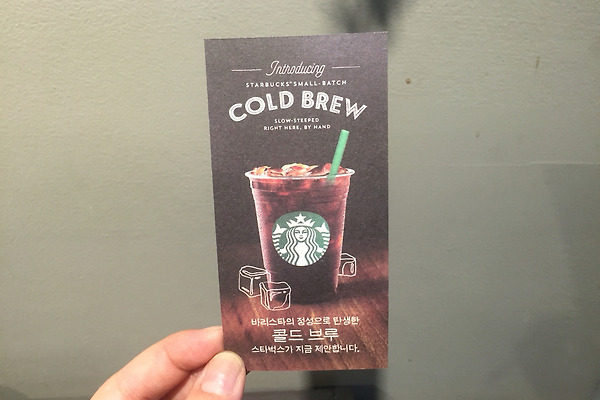 Introducing
STARBUCKS® SMALL-BATCH
COLD BREW
SLOW-STEEPED
RIGHT HERE, BY HAND
바리스타의 정성으로 탄생한
콜드 브루
스타벅스가 지금 제안합니다.